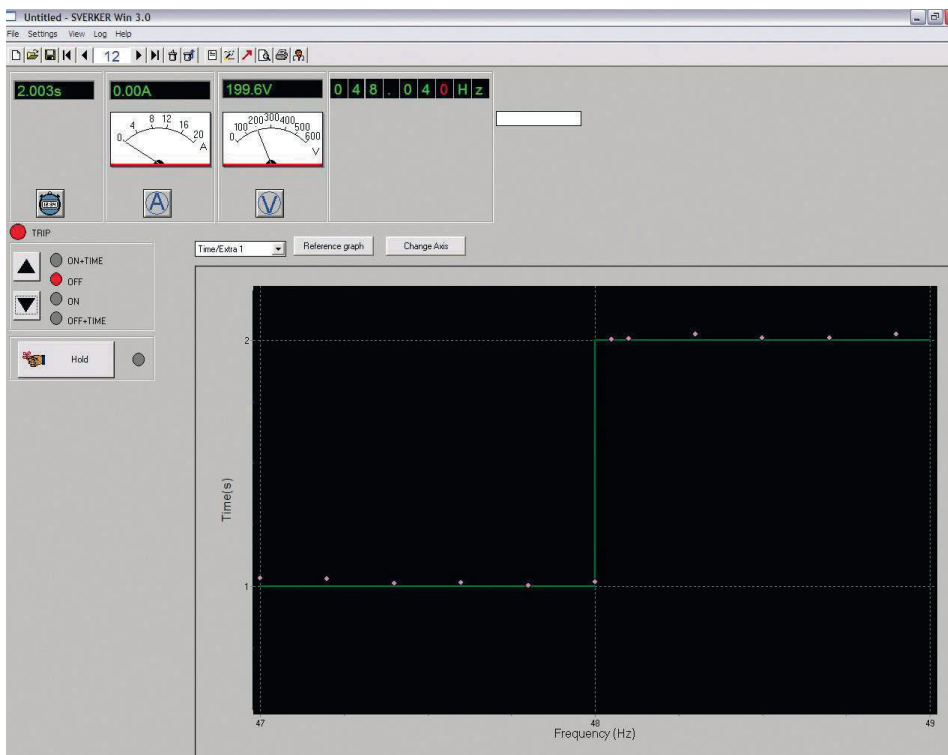 Untitled - SVERKER Win 3.0
File Settings View Log Help
12
2.003s 0.00A 199.6V 048.040Hz
0 4 8 12 16 20 A
0 100 200 300 400 500 600 V
A V
TRIP
ON+TIME
OFF
ON
OFF+TIME
Hold
Time/Extra 1 Reference graph Change Axis
2
Time(s)
1
47 48 49
Frequency (Hz)